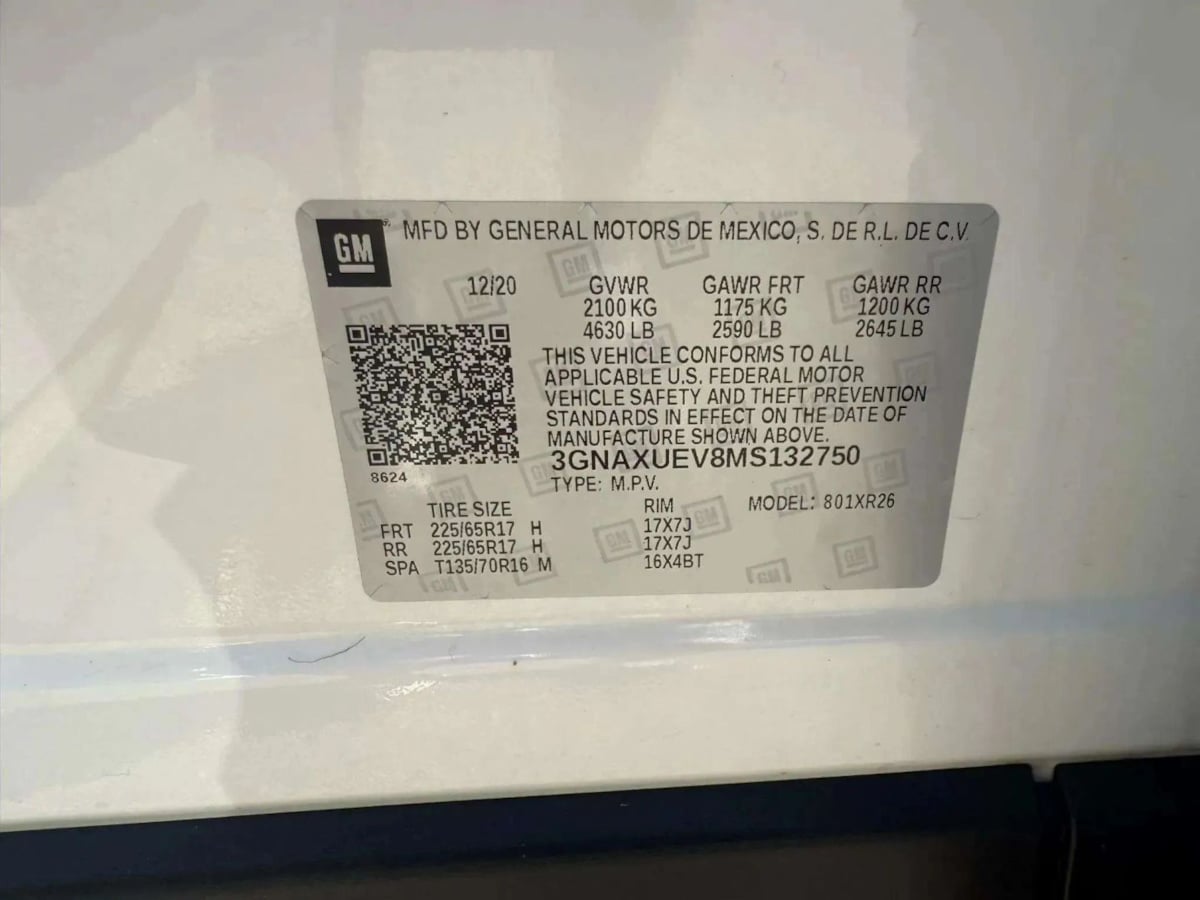 GM ® MFD BY GENERAL MOTORS DE MEXICO, S. DE R.L. DE C.V.
12/20 GVWR GAWR FRT GAWR RR
2100 KG 1175 KG 1200 KG
4630 LB 2590 LB 2645 LB
THIS VEHICLE CONFORMS TO ALL
APPLICABLE U.S. FEDERAL MOTOR
VEHICLE SAFETY AND THEFT PREVENTION
STANDARDS IN EFFECT ON THE DATE OF
MANUFACTURE SHOWN ABOVE.
3GNAXUEV8MS132750
8624
TYPE: M.P.V.
TIRE SIZE RIM MODEL: 801XR26
FRT 225/65R17 H 17X7J
RR 225/65R17 H 17X7J
SPA T135/70R16 M 16X4BT